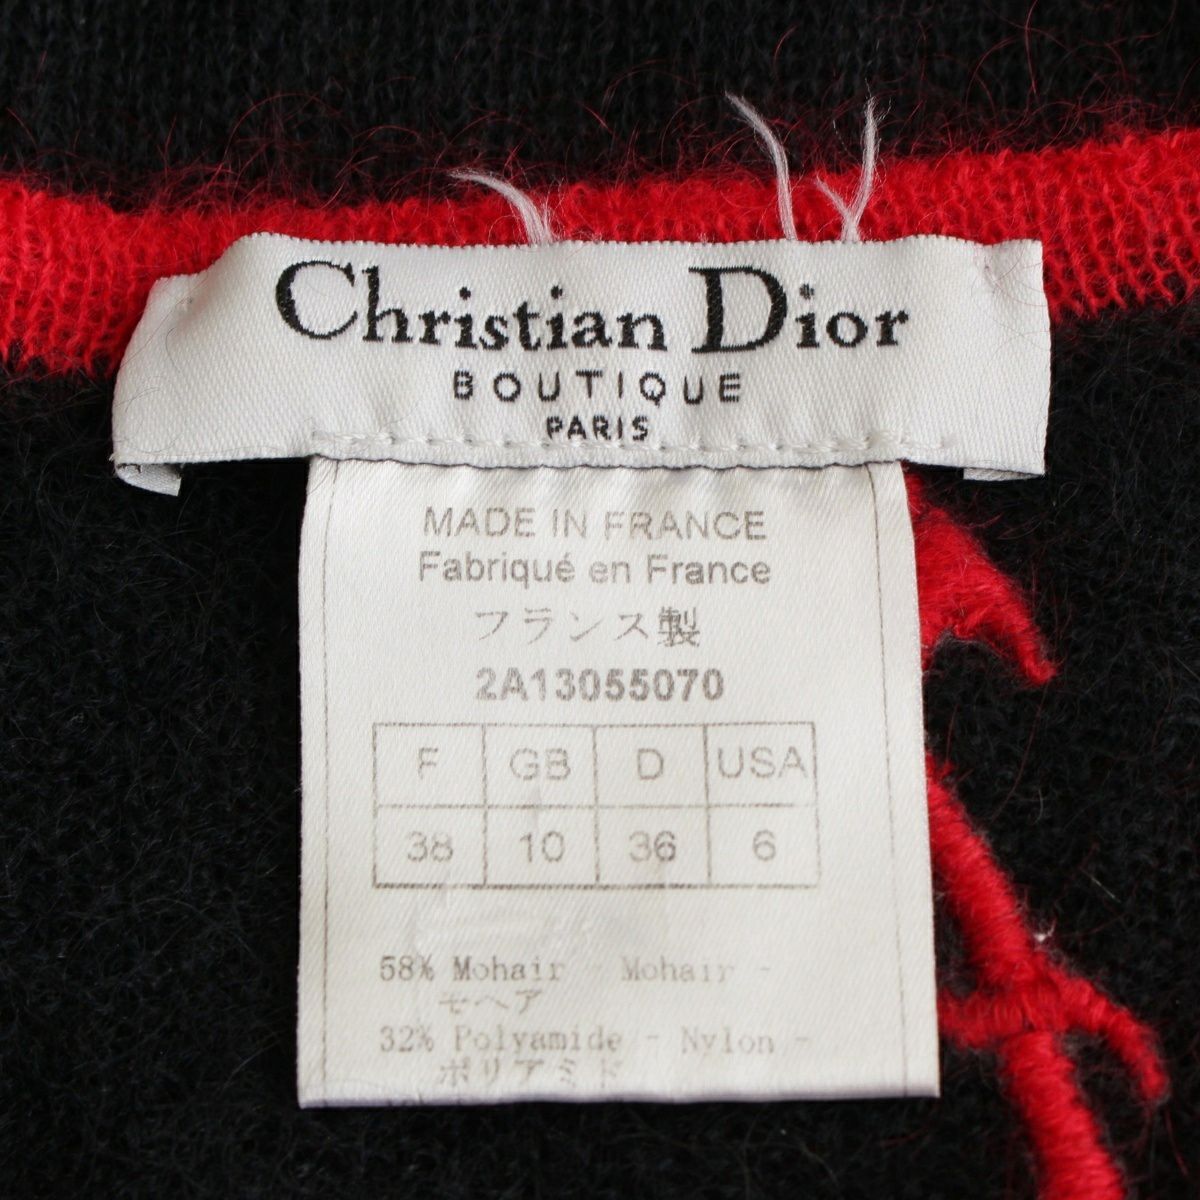 Christian Dior
BOUTIQUE
PARIS
MADE IN FRANCE
Fabriqué en France
フランス製
2A13055070
F GB D USA
38 10 36 6
58% Mohair - Mohair -
モヘア
32% Polyamide - Nylon -
ポリアミド